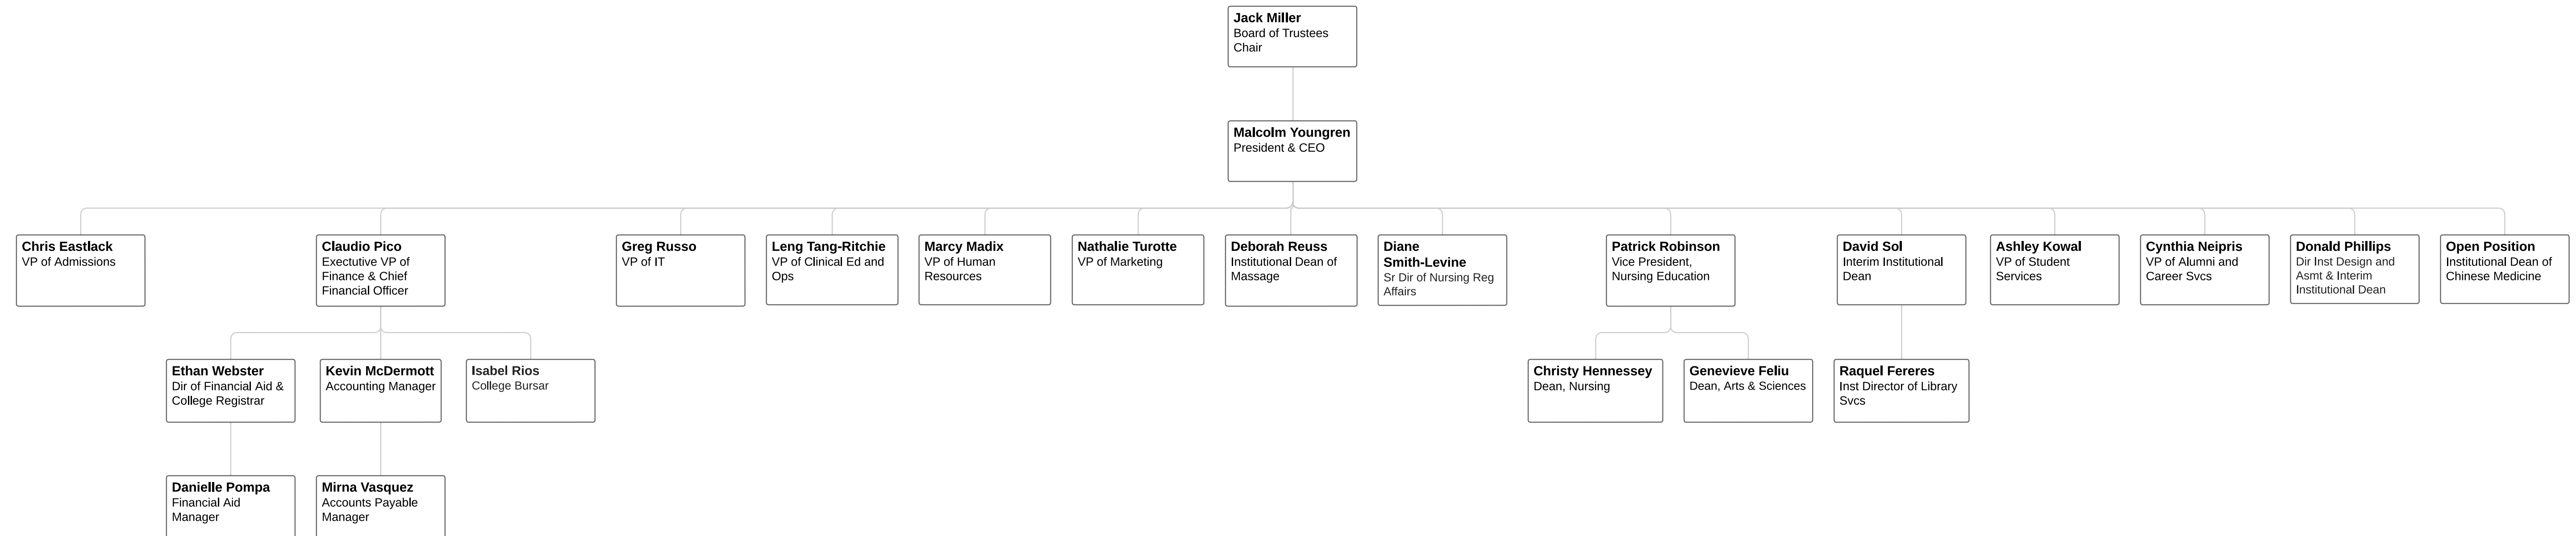 Jack Miller
Board of Trustees
Chair
Malcolm Youngren
President & CEO
Chris Eastlack
VP of Admissions
Claudio Pico
Exectutive VP of
Finance & Chief
Financial Officer
Greg Russo
VP of IT
Leng Tang-Ritchie
VP of Clinical Ed and
Ops
Marcy Madix
VP of Human
Resources
Nathalie Turotte
VP of Marketing
Deborah Reuss
Institutional Dean of
Massage
Diane
Smith-Levine
Sr Dir of Nursing Reg
Affairs
Patrick Robinson
Vice President,
Nursing Education
David Sol
Interim Institutional
Dean
Ashley Kowal
VP of Student
Services
Cynthia Neipris
VP of Alumni and
Career Svcs
Donald Phillips
Dir Inst Design and
Asmt & Interim
Institutional Dean
Open Position
Institutional Dean of
Chinese Medicine
Ethan Webster
Dir of Financial Aid &
College Registrar
Kevin McDermott
Accounting Manager
Isabel Rios
College Bursar
Christy Hennessey
Dean, Nursing
Genevieve Feliu
Dean, Arts & Sciences
Raquel Fereres
Inst Director of Library
Svcs
Danielle Pompa
Financial Aid
Manager
Mirna Vasquez
Accounts Payable
Manager